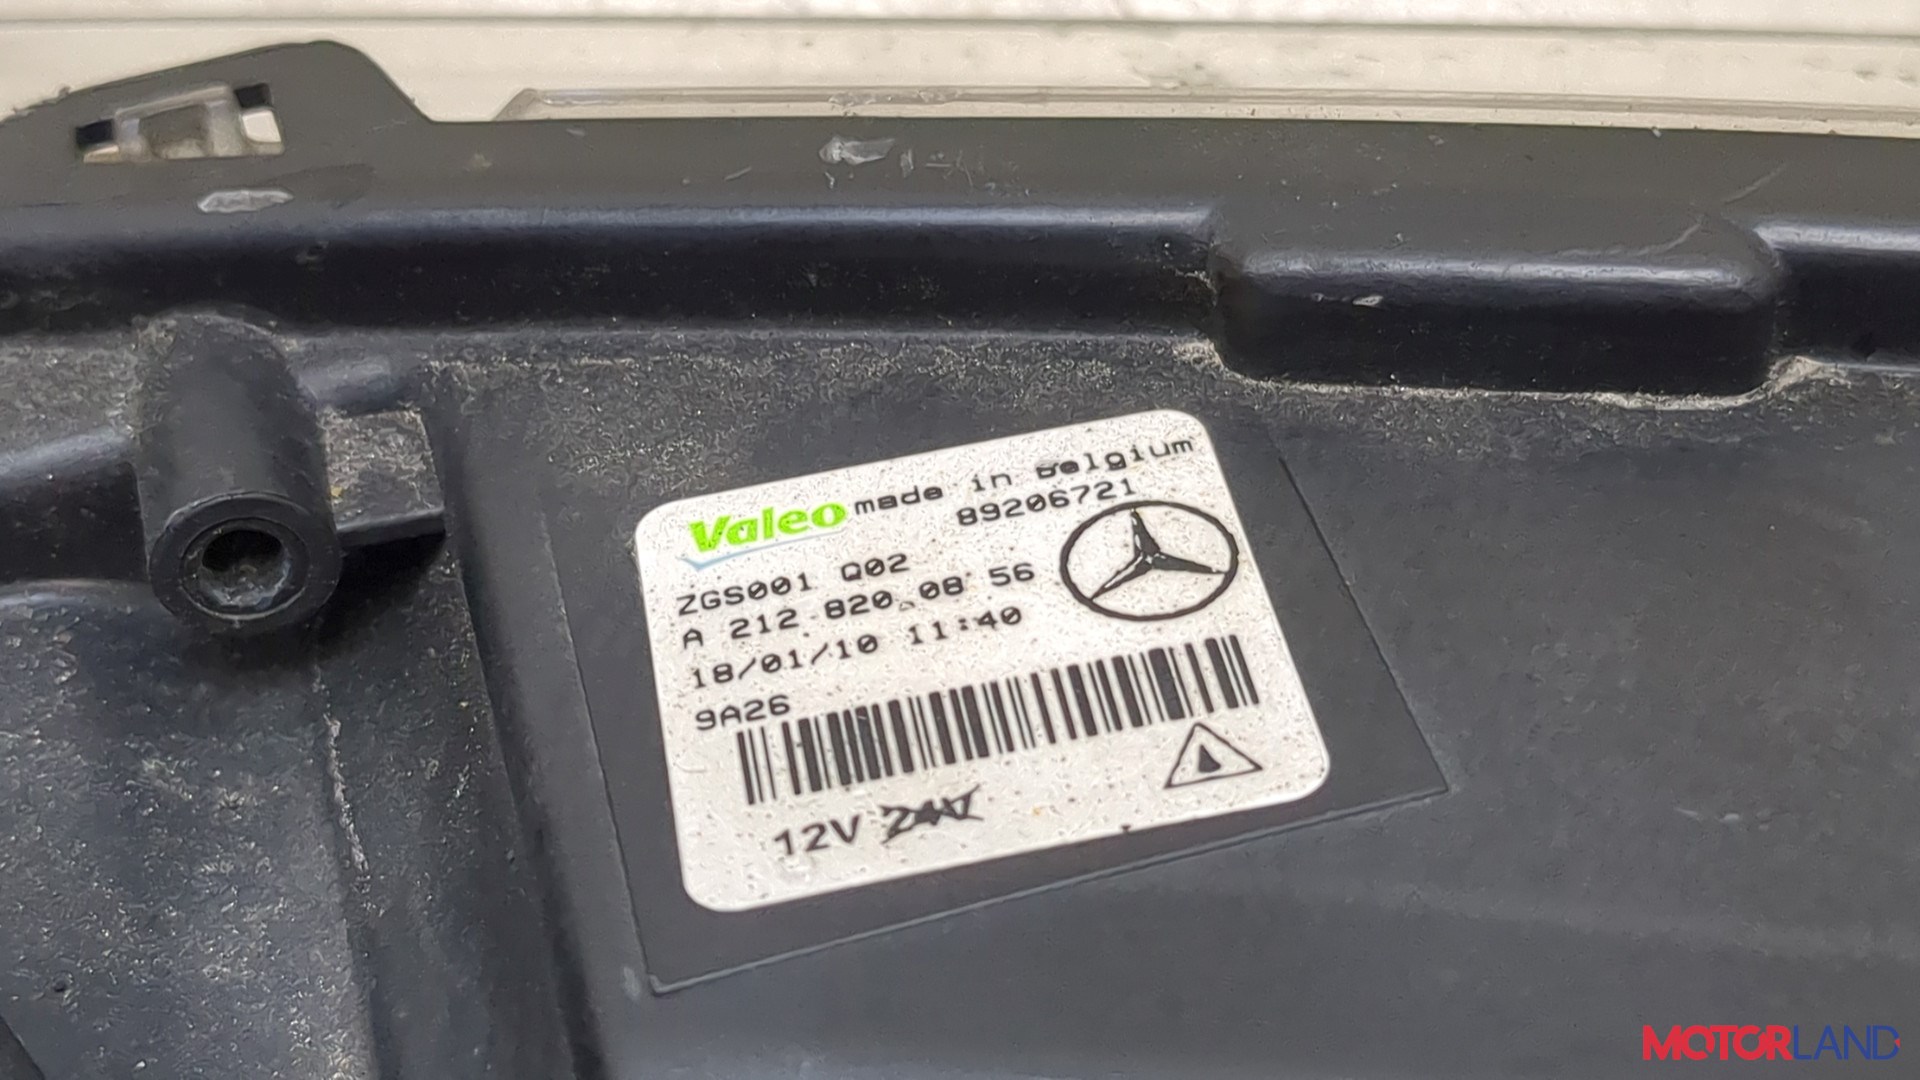 Valeo made in Belgium
89206721
ZGS001 Q02
A 212 820 08 56
18/01/10 11:40
9A26
12V 24V
MOTORLAND